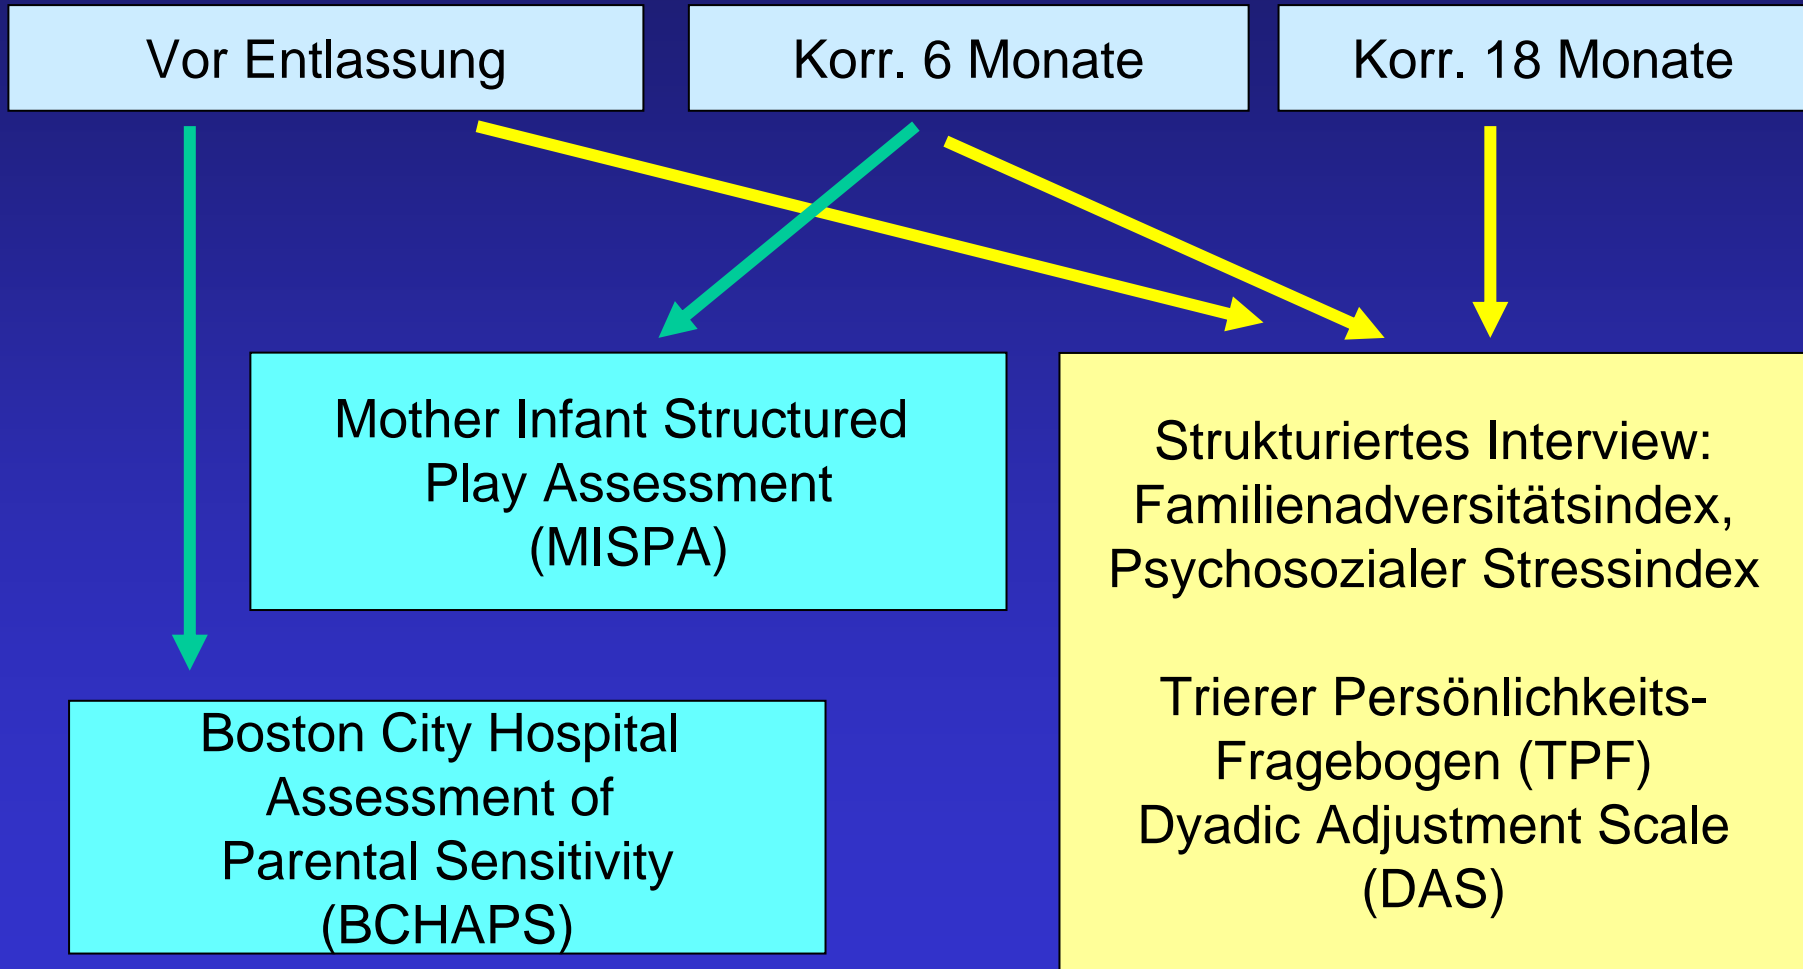 Vor Entlassung
Korr. 6 Monate
Korr. 18 Monate
Mother Infant Structured
Play Assessment
(MISPA)
Boston City Hospital
Assessment of
Parental Sensitivity
(BCHAPS)
Strukturiertes Interview:
Familienadversitätsindex,
Psychosozialer Stressindex
Trierer Persönlichkeits-
Fragebogen (TPF)
Dyadic Adjustment Scale
(DAS)